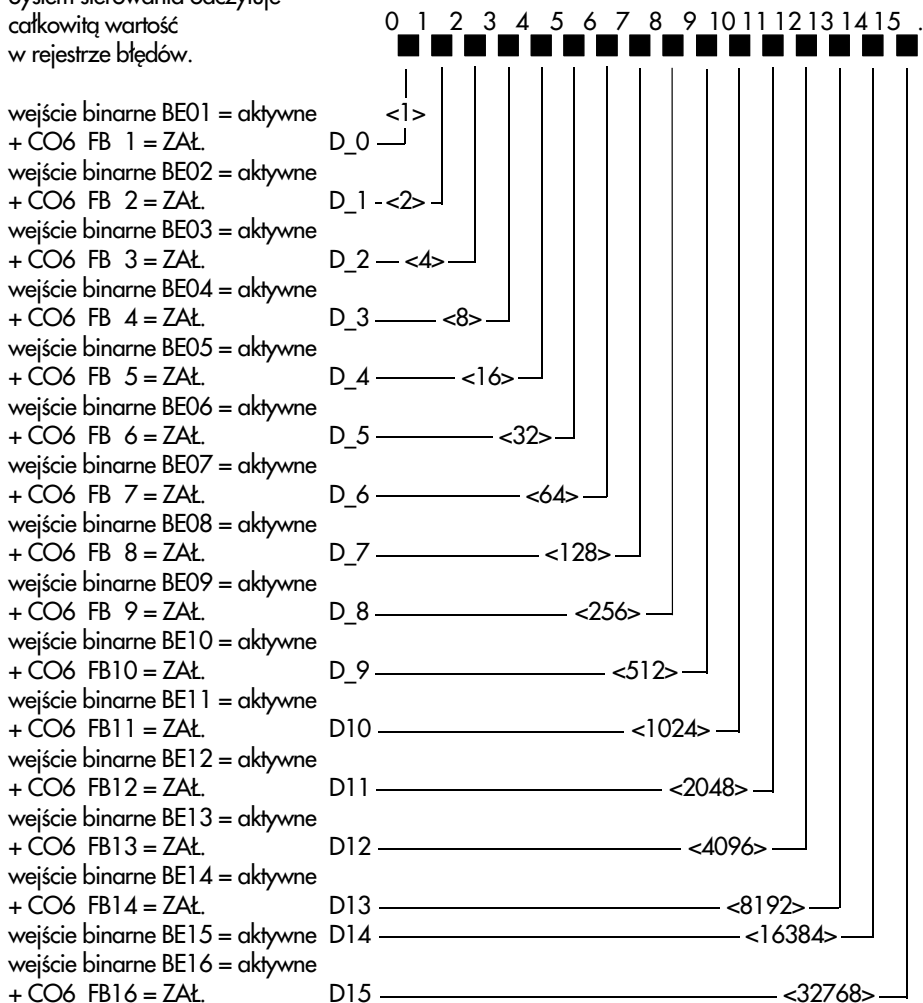 system sterowania odczytuje
całkowitą wartość
w rejestrze błędów.
0 1 2 3 4 5 6 7 8 9 10 11 12 13 14 15 .
wejście binarne BE01 = aktywne <1>
+ CO6 FB 1 = ZAŁ. D_0
wejście binarne BE02 = aktywne
+ CO6 FB 2 = ZAŁ. D_1 <2>
wejście binarne BE03 = aktywne
+ CO6 FB 3 = ZAŁ. D_2 <4>
wejście binarne BE04 = aktywne
+ CO6 FB 4 = ZAŁ. D_3 <8>
wejście binarne BE05 = aktywne
+ CO6 FB 5 = ZAŁ. D_4 <16>
wejście binarne BE06 = aktywne
+ CO6 FB 6 = ZAŁ. D_5 <32>
wejście binarne BE07 = aktywne
+ CO6 FB 7 = ZAŁ. D_6 <64>
wejście binarne BE08 = aktywne
+ CO6 FB 8 = ZAŁ. D_7 <128>
wejście binarne BE09 = aktywne
+ CO6 FB 9 = ZAŁ. D_8 <256>
wejście binarne BE10 = aktywne
+ CO6 FB10 = ZAŁ. D_9 <512>
wejście binarne BE11 = aktywne
+ CO6 FB11 = ZAŁ. D10 <1024>
wejście binarne BE12 = aktywne
+ CO6 FB12 = ZAŁ. D11 <2048>
wejście binarne BE13 = aktywne
+ CO6 FB13 = ZAŁ. D12 <4096>
wejście binarne BE14 = aktywne
+ CO6 FB14 = ZAŁ. D13 <8192>
wejście binarne BE15 = aktywne D14 <16384>
wejście binarne BE16 = aktywne
+ CO6 FB16 = ZAŁ. D15 <32768>